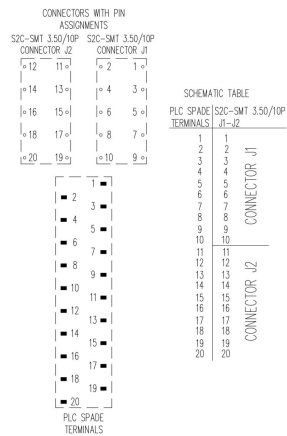 CONNECTORS WITH PIN
ASSIGNMENTS
S2C-SMT 3.50/10P S2C-SMT 3.50/10P
CONNECTOR J2 CONNECTOR J1
12 11 2 1
14 13 4 3
16 15 6 5
18 17 8 7
20 19 10 9
1
2
3
4
5
6
7
8
9
10
11
12
13
14
15
16
17
18
19
20
PLC SPADE
TERMINALS
SCHEMATIC TABLE
PLC SPADE S2C-SMT 3.50/10P
TERMINALS J1-J2
1 1
2 2
3 3
4 4
5 5
6 6
7 7
8 8
9 9
10 10
CONNECTOR J1
11 11
12 12
13 13
14 14
15 15
16 16
17 17
18 18
19 19
20 20
CONNECTOR J2